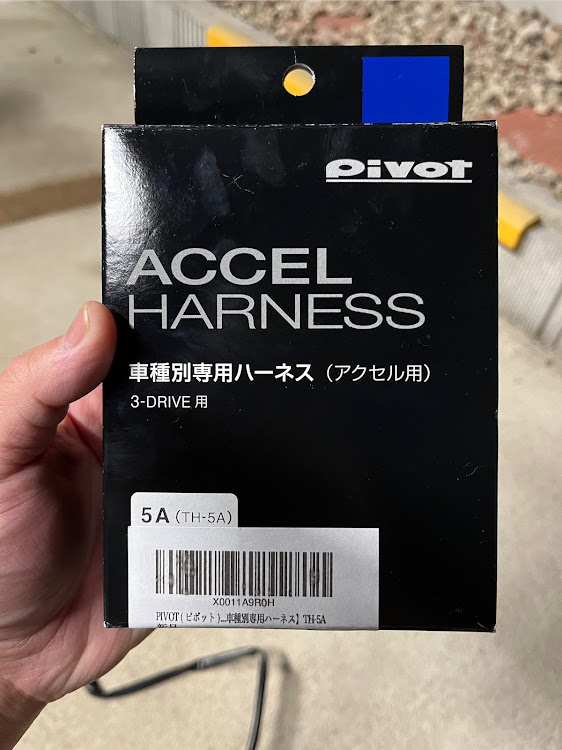 Pivot
ACCEL
HARNESS
車種別専用ハーネス（アクセル用）
3-DRIVE 用
5A (TH-5A)
X0011A9R0H
PIVOT ( ピボット )...車種別専用ハーネス】TH-5A
新品